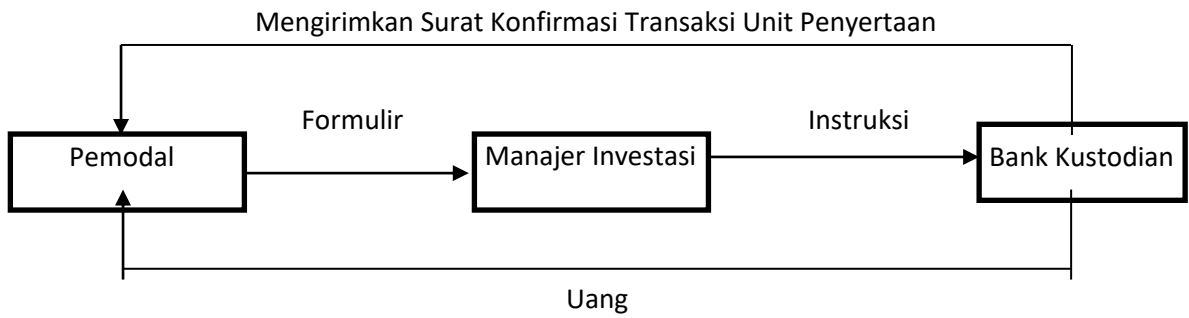 Mengirimkan Surat Konfirmasi Transaksi Unit Penyertaan
Formulir
Instruksi
Pemodal
Manajer Investasi
Bank Kustodian
Uang